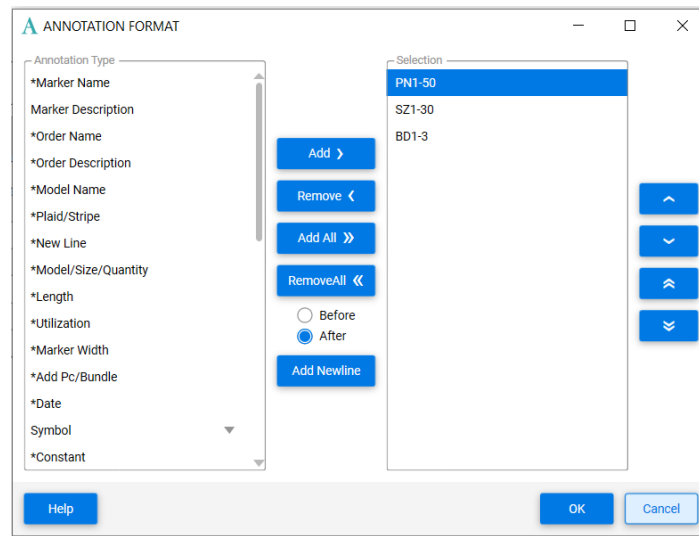 ANNOTATION FORMAT
Annotation Type
*Marker Name
Marker Description
*Order Name
*Order Description
*Model Name
*Plaid/Stripe
*New Line
*Model/Size/Quantity
*Length
*Utilization
*Marker Width
*Add Pc/Bundle
*Date
Symbol
*Constant
Add
Remove
Add All
RemoveAll
Before
After
Add Newline
Selection
PN1-50
SZ1-30
BD1-3
Help
OK
Cancel